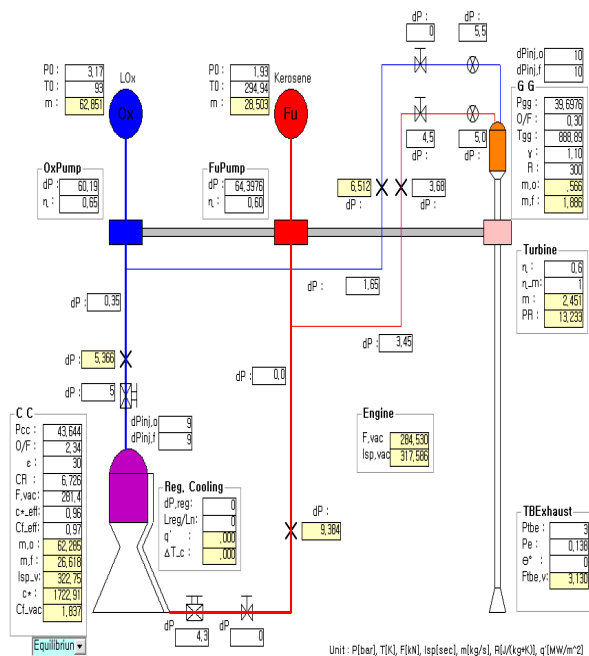 dP :
dP :
0
5,5
dPinj,o 10
dPinj,f 10
P0 : 3,17
T0 : 93
m : 62,851
LOx
Ox
P0 : 1,93
T0 : 294,94
m : 28,503
Kerosene
Fu
4,5
5,0
dP :
dP :
G G
Pgg : 39,6976
O/F : 0,30
Tgg : 888,89
γ : 1,10
R : 300
m,o : ,566
m,f : 1,886
OxPump
dP : 60,19
η : 0,65
FuPump
dP : 64,3976
η : 0,60
6,512
dP :
3,68
dP :
Turbine
η : 0,6
η_m: 1
m : 2,451
PR : 13,233
dP : 0,35
dP : 1,65
dP : 5,366
dP : 3,45
dP : 0,0
dP : 5
C C
Pcc : 43,644
O/F : 2,34
ε : 30
CR : 6,726
F,vac : 281,4
c*_eff: 0,96
Cf_eff: 0,97
m,o : 62,285
m,f : 26,618
Isp_v: 322,75
c* : 1722,91
Cf_vac : 1,837
dPinj,o 9
dPinj,f 9
Engine
F,vac 284,530
Isp,vac 317,586
Reg, Cooling
dP,reg: 0
Lreg/Ln: 0
q' : ,000
ΔT_c : ,000
dP :
9,384
TBExhaust
Ptbe : 3
Pe : 0,138
Θ° : 0
Ftbe,v: 3,130
dP 4,3
dP : 0
Equilibriun
Unit : P[bar], T[K], F[kN], Isp[sec], m[kg/s], R[J/(kg*K)], q'[MW/m^2]